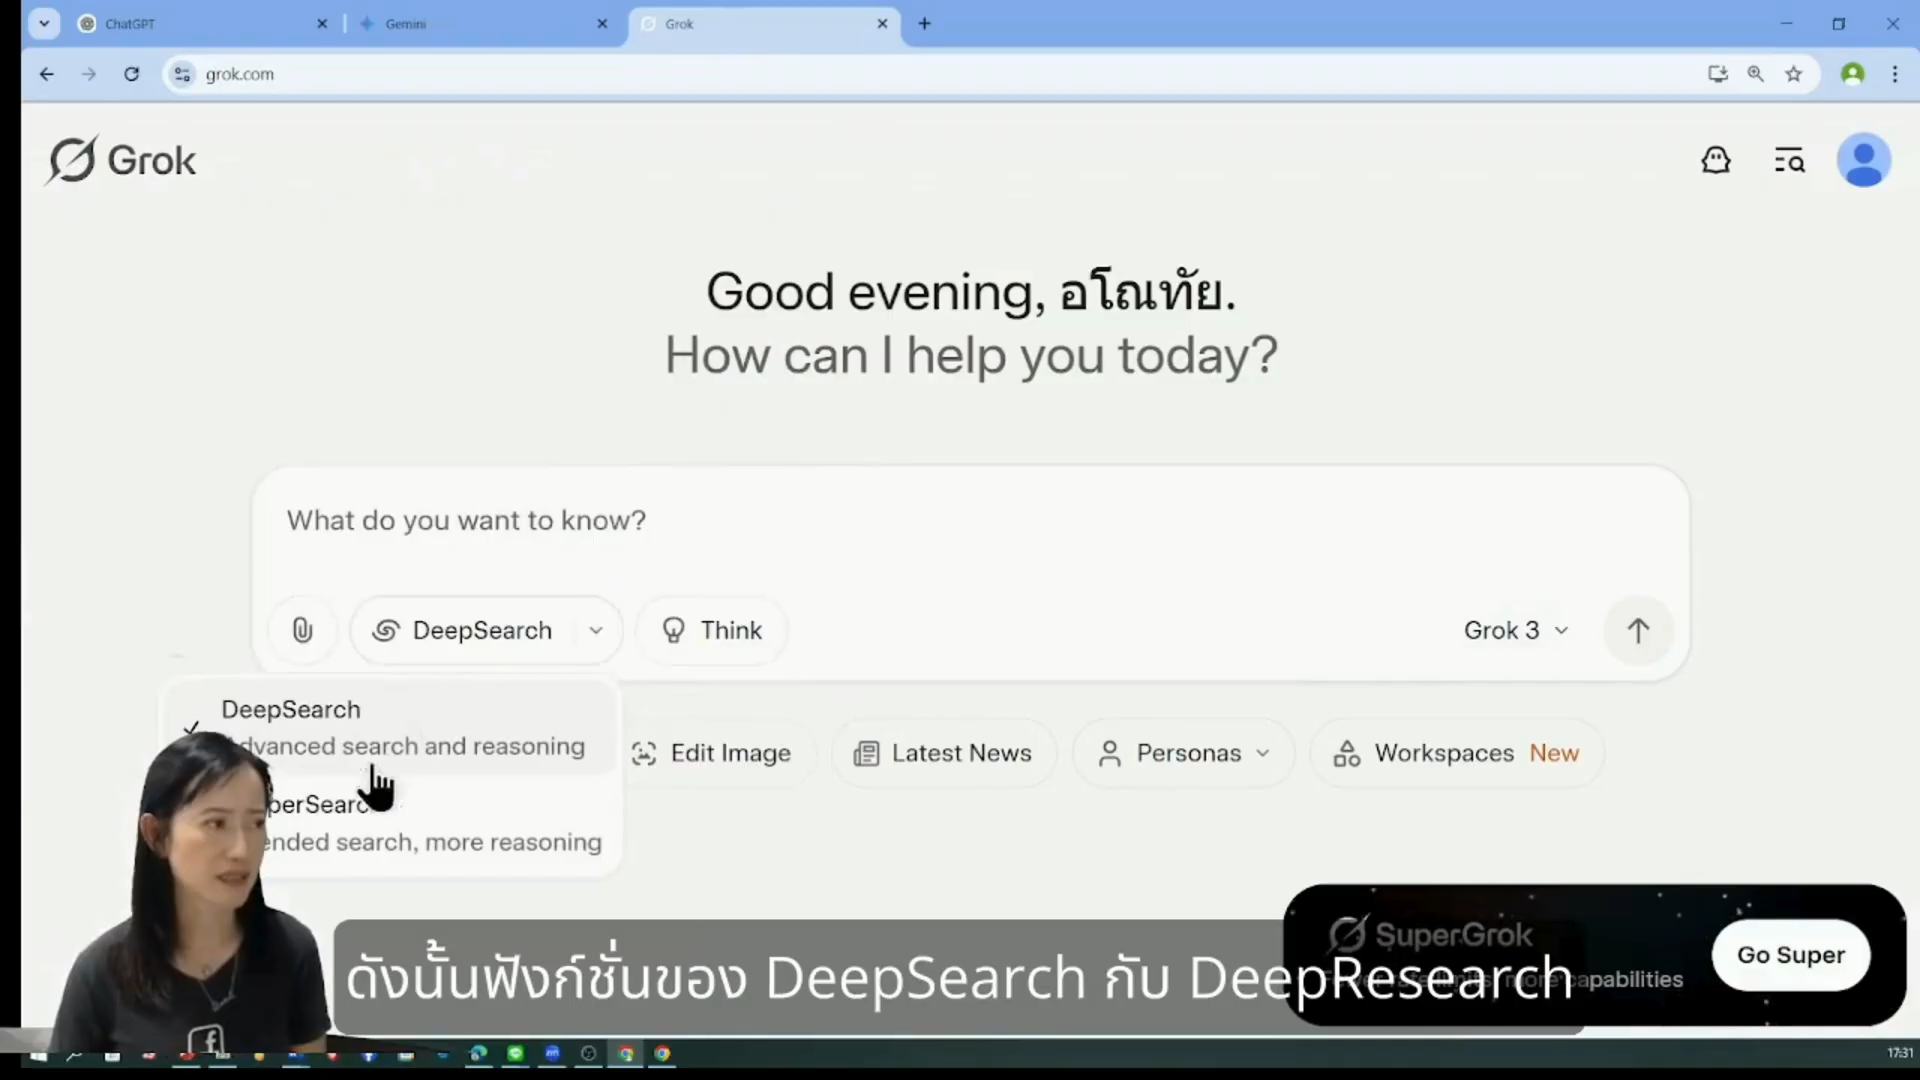 ChatGPT
Gemini
Grok
grok.com
Grok
Good evening, อโณทัย.
How can I help you today?
What do you want to know?
DeepSearch
Think
Grok 3
DeepSearch
Advanced search and reasoning
Edit Image
Latest News
Personas
Workspaces New
perSearc
ended search, more reasoning
SuperGrok
capabilities
Go Super
ดังนั้นฟังก์ชั่นของ DeepSearch กับ DeepResearch
17:31